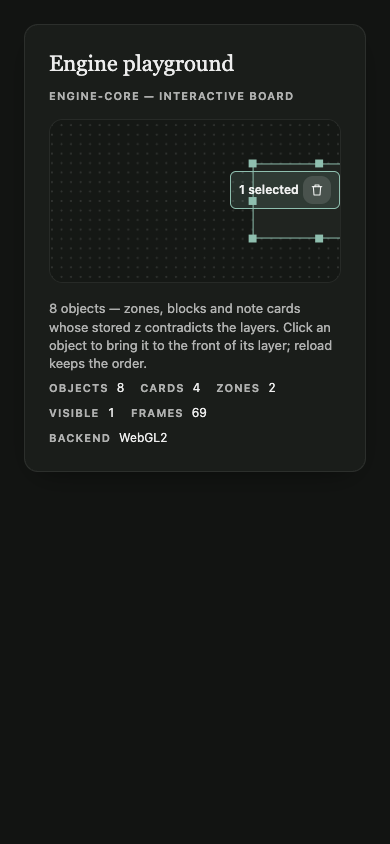 Engine playground
ENGINE-CORE — INTERACTIVE BOARD
1 selected
8 objects — zones, blocks and note cards
whose stored z contradicts the layers. Click an
object to bring it to the front of its layer; reload
keeps the order.
OBJECTS 8 CARDS 4 ZONES 2
VISIBLE 1 FRAMES 69
BACKEND WebGL2